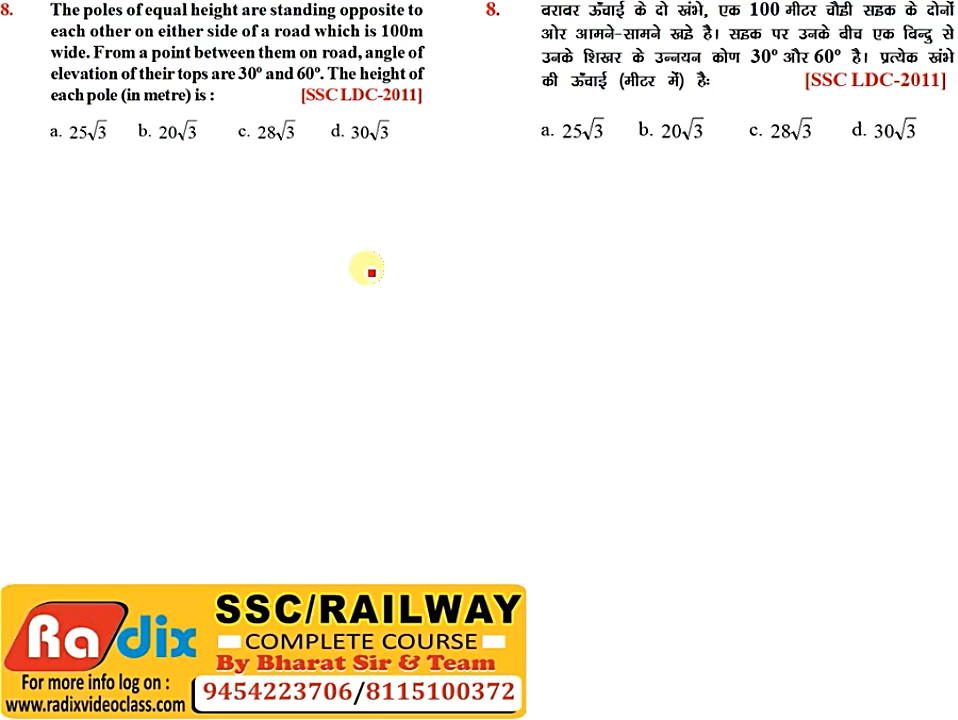 8. The poles of equal height are standing opposite to
each other on either side of a road which is 100m
wide. From a point between them on road, angle of
elevation of their tops are 30º and 60º. The height of
each pole (in metre) is : [SSC LDC-2011]
a. 25√3 b. 20√3 c. 28√3 d. 30√3
8. बराबर ऊँचाई के दो खंभे, एक 100 मीटर चौड़ी सड़क के दोनों
ओर आमने-सामने खड़े है। सड़क पर उनके बीच एक बिन्दु से
उनके शिखर के उन्नयन कोण 30º और 60º है। प्रत्येक खंभे
की ऊँचाई (मीटर में) हैः [SSC LDC-2011]
a. 25√3 b. 20√3 c. 28√3 d. 30√3
Radix
For more info log on :
www.radixvideoclass.com
SSC/RAILWAY
COMPLETE COURSE
By Bharat Sir & Team
9454223706/8115100372